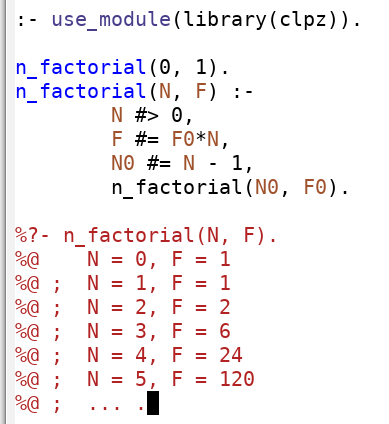 :- use_module(library(clpz)).

n_factorial(0, 1).
n_factorial(N, F) :-
        N #> 0,
        F #= F0*N,
        N0 #= N - 1,
        n_factorial(N0, F0).

%?- n_factorial(N, F).
%@    N = 0, F = 1
%@ ;  N = 1, F = 1
%@ ;  N = 2, F = 2
%@ ;  N = 3, F = 6
%@ ;  N = 4, F = 24
%@ ;  N = 5, F = 120
%@ ;  ... .